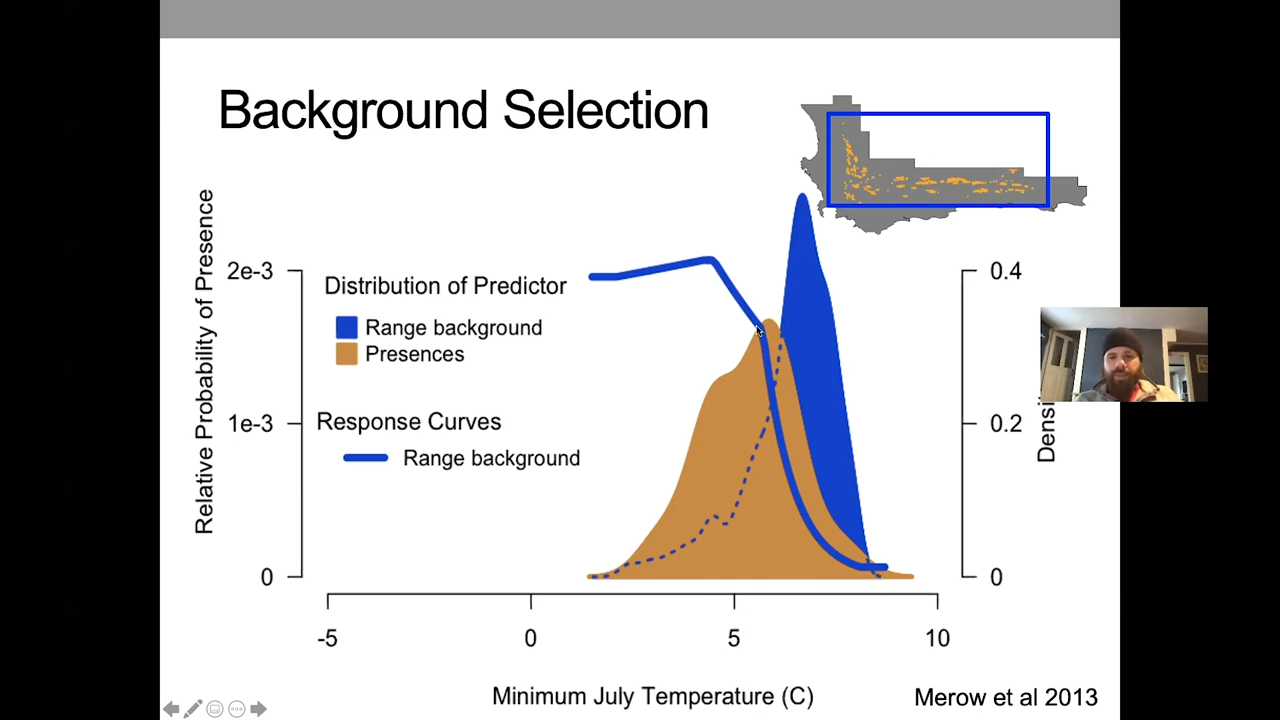 Background Selection
Relative Probability of Presence
2e-3
1e-3
0
Distribution of Predictor
Range background
Presences
Response Curves
Range background
0.4
0.2
0
-5
0
5
10
Minimum July Temperature (C)
Merow et al 2013